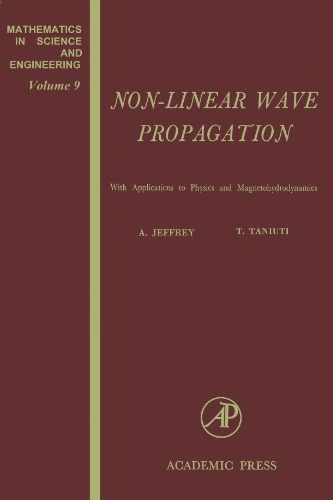 MATHEMATICS
IN SCIENCE
AND
ENGINEERING
Volume 9
NON-LINEAR WAVE
PROPAGATION
With Applications to Physics and Magnetohydrodynamics
A. JEFFREY T. TANIUTI
AP
ACADEMIC PRESS